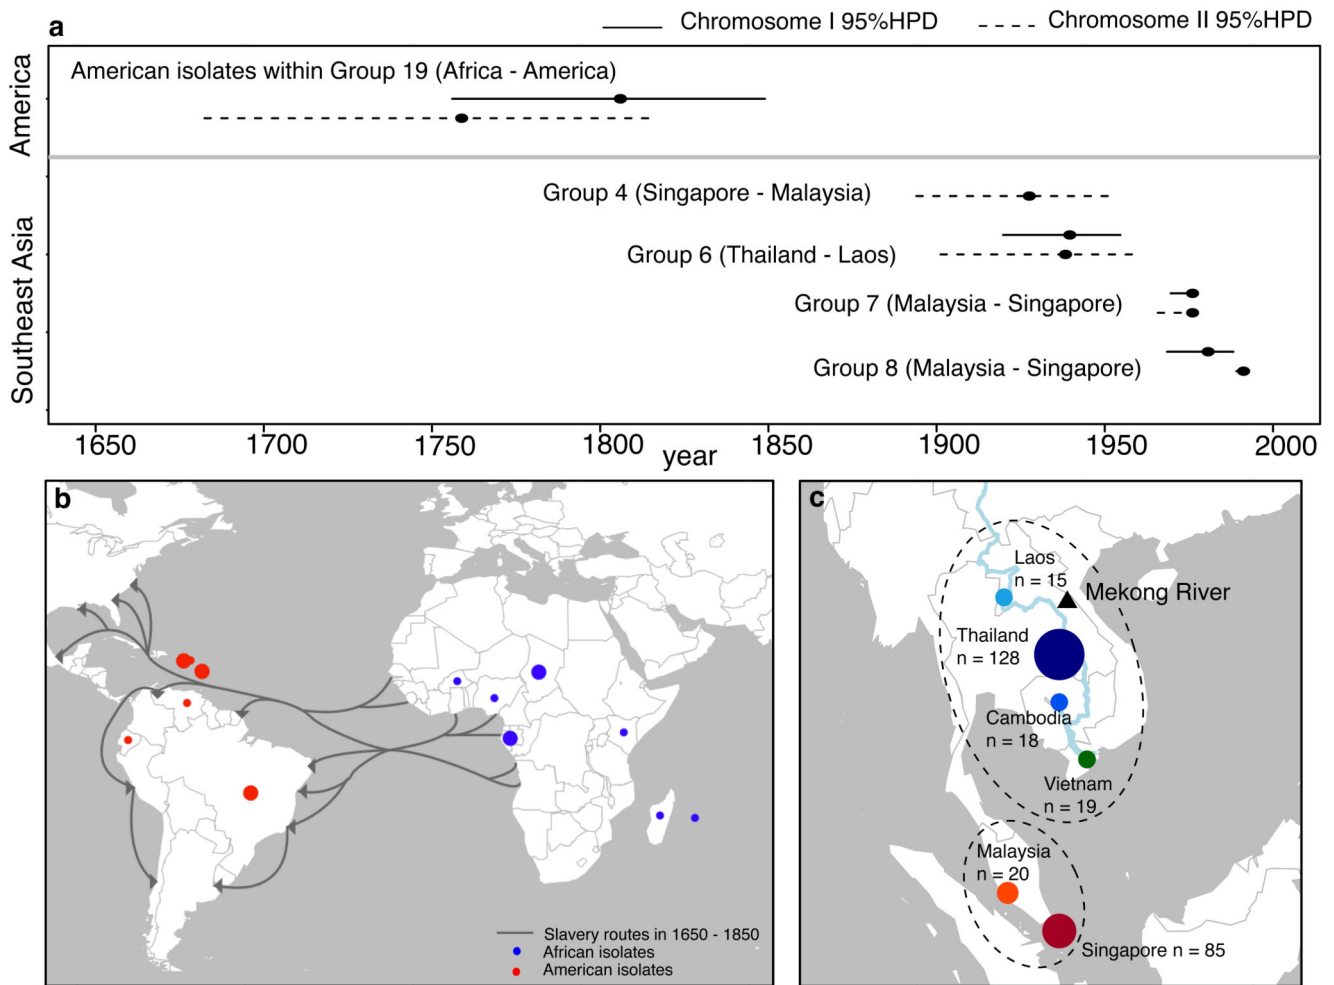 a
Chromosome I 95%HPD
Chromosome II 95%HPD
America
American isolates within Group 19 (Africa - America)
Southeast Asia
Group 4 (Singapore - Malaysia)
Group 6 (Thailand - Laos)
Group 7 (Malaysia - Singapore)
Group 8 (Malaysia - Singapore)
1650 1700 1750 1800 1850 1900 1950 2000
year
b
Slavery routes in 1650 - 1850
African isolates
American isolates
c
Laos
n = 15
Mekong River
Thailand
n = 128
Cambodia
n = 18
Vietnam
n = 19
Malaysia
n = 20
Singapore n = 85